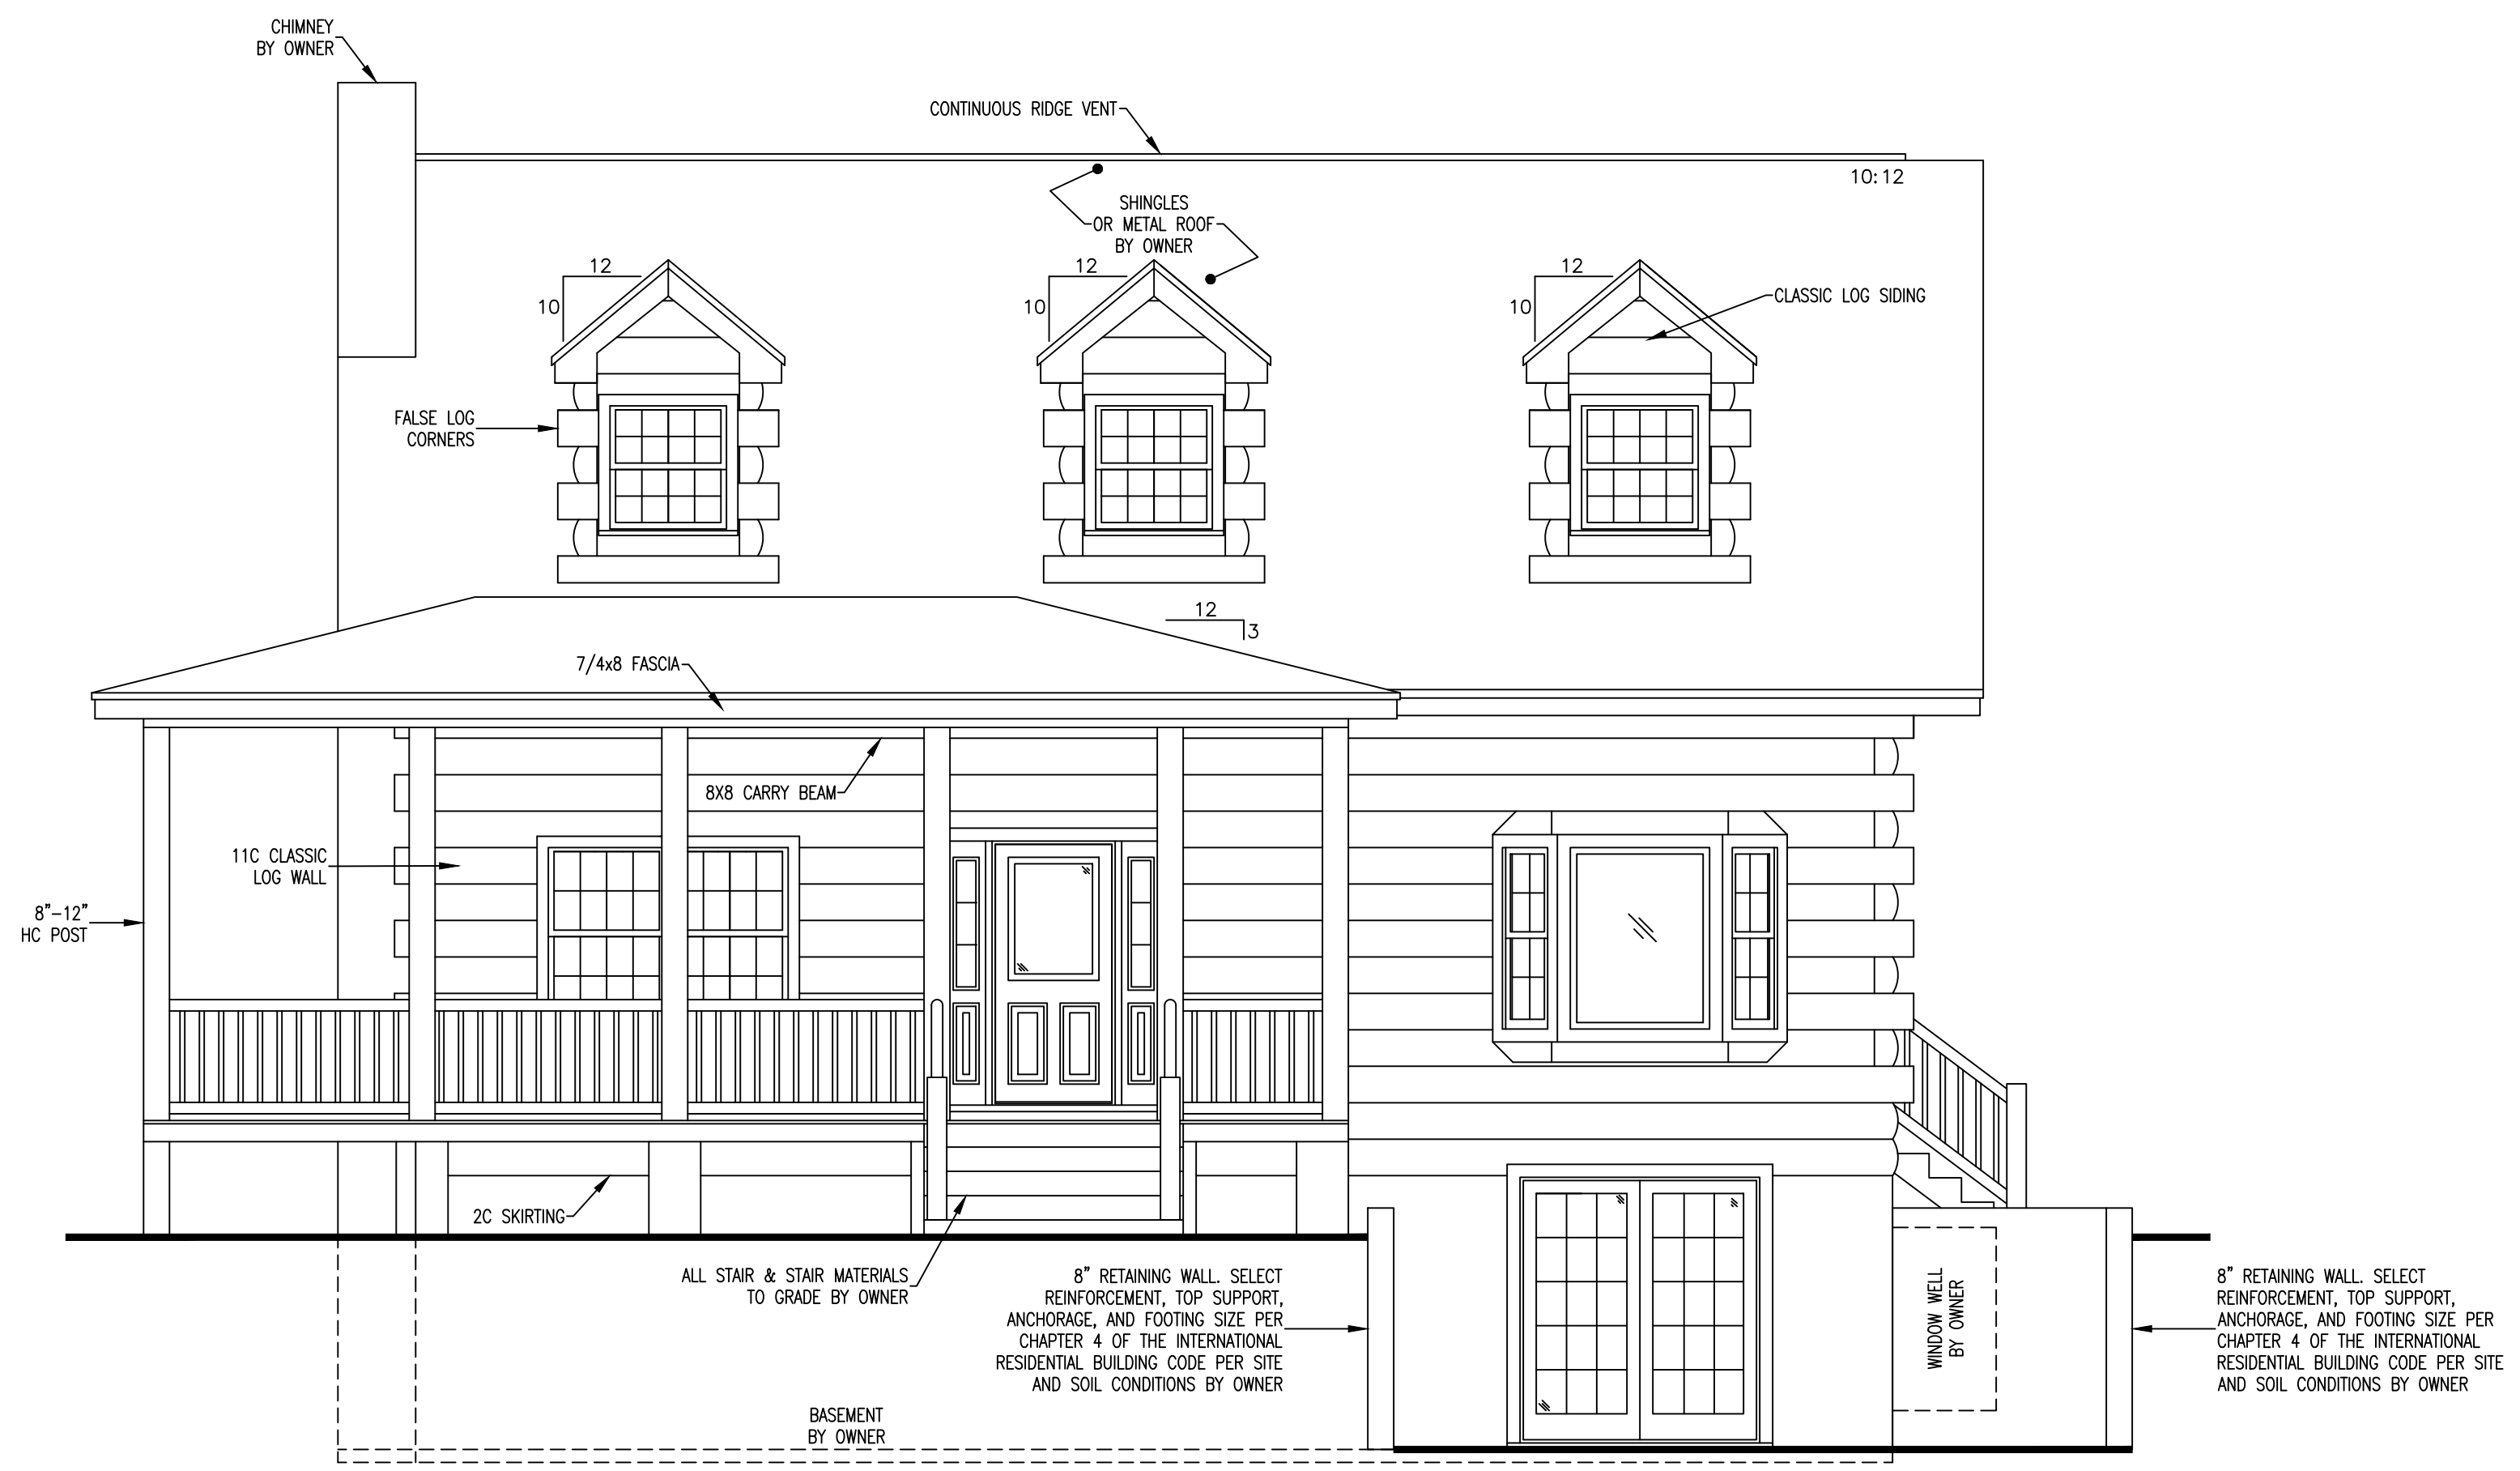 CHIMNEY
BY OWNER
CONTINUOUS RIDGE VENT
10:12
SHINGLES
OR METAL ROOF
BY OWNER
12
10
12
10
12
10
CLASSIC LOG SIDING
FALSE LOG
CORNERS
12
3
7/4x8 FASCIA
8X8 CARRY BEAM
11C CLASSIC
LOG WALL
8"-12"
HC POST
2C SKIRTING
ALL STAIR & STAIR MATERIALS
TO GRADE BY OWNER
8" RETAINING WALL. SELECT
REINFORCEMENT, TOP SUPPORT,
ANCHORAGE, AND FOOTING SIZE PER
CHAPTER 4 OF THE INTERNATIONAL
RESIDENTIAL BUILDING CODE PER SITE
AND SOIL CONDITIONS BY OWNER
WINDOW WELL
BY OWNER
8" RETAINING WALL. SELECT
REINFORCEMENT, TOP SUPPORT,
ANCHORAGE, AND FOOTING SIZE PER
CHAPTER 4 OF THE INTERNATIONAL
RESIDENTIAL BUILDING CODE PER SITE
AND SOIL CONDITIONS BY OWNER
BASEMENT
BY OWNER